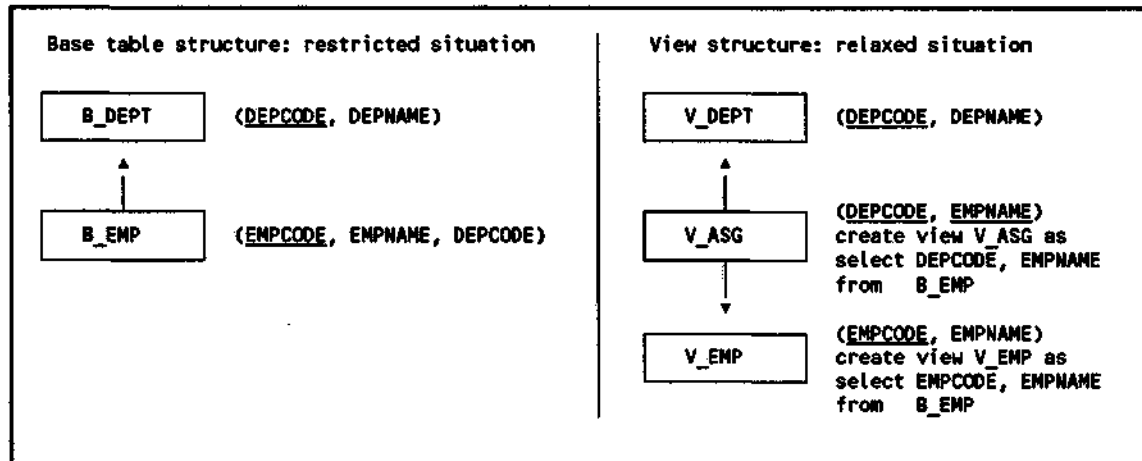 Base table structure: restricted situation
B_DEPT (DEPCODE, DEPNAME)
B_EMP (EMPCODE, EMPNAME, DEPCODE)
View structure: relaxed situation
V_DEPT (DEPCODE, DEPNAME)
(DEPCODE, EMPNAME)
V_ASG create view V_ASG as
select DEPCODE, EMPNAME
from B_EMP
(EMPCODE, EMPNAME)
V_EMP create view V_EMP as
select EMPCODE, EMPNAME
from B_EMP